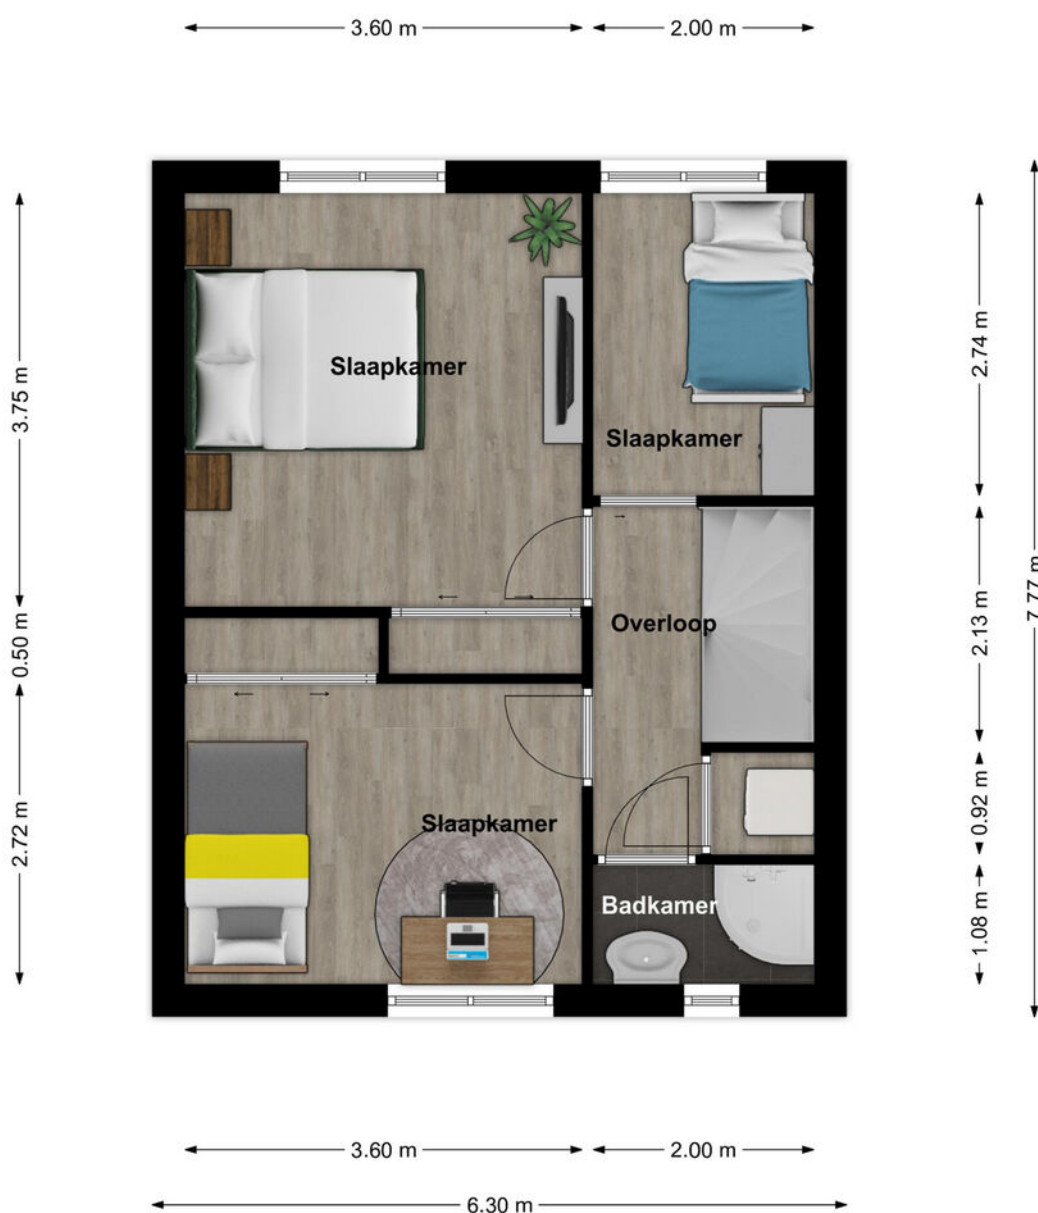 3.60 m
2.00 m
3.75 m
0.50 m
2.72 m
Slaapkamer
Slaapkamer
Overloop
Slaapkamer
Badkamer
2.74 m
2.13 m
0.92 m
1.08 m
7.77 m
3.60 m
2.00 m
6.30 m